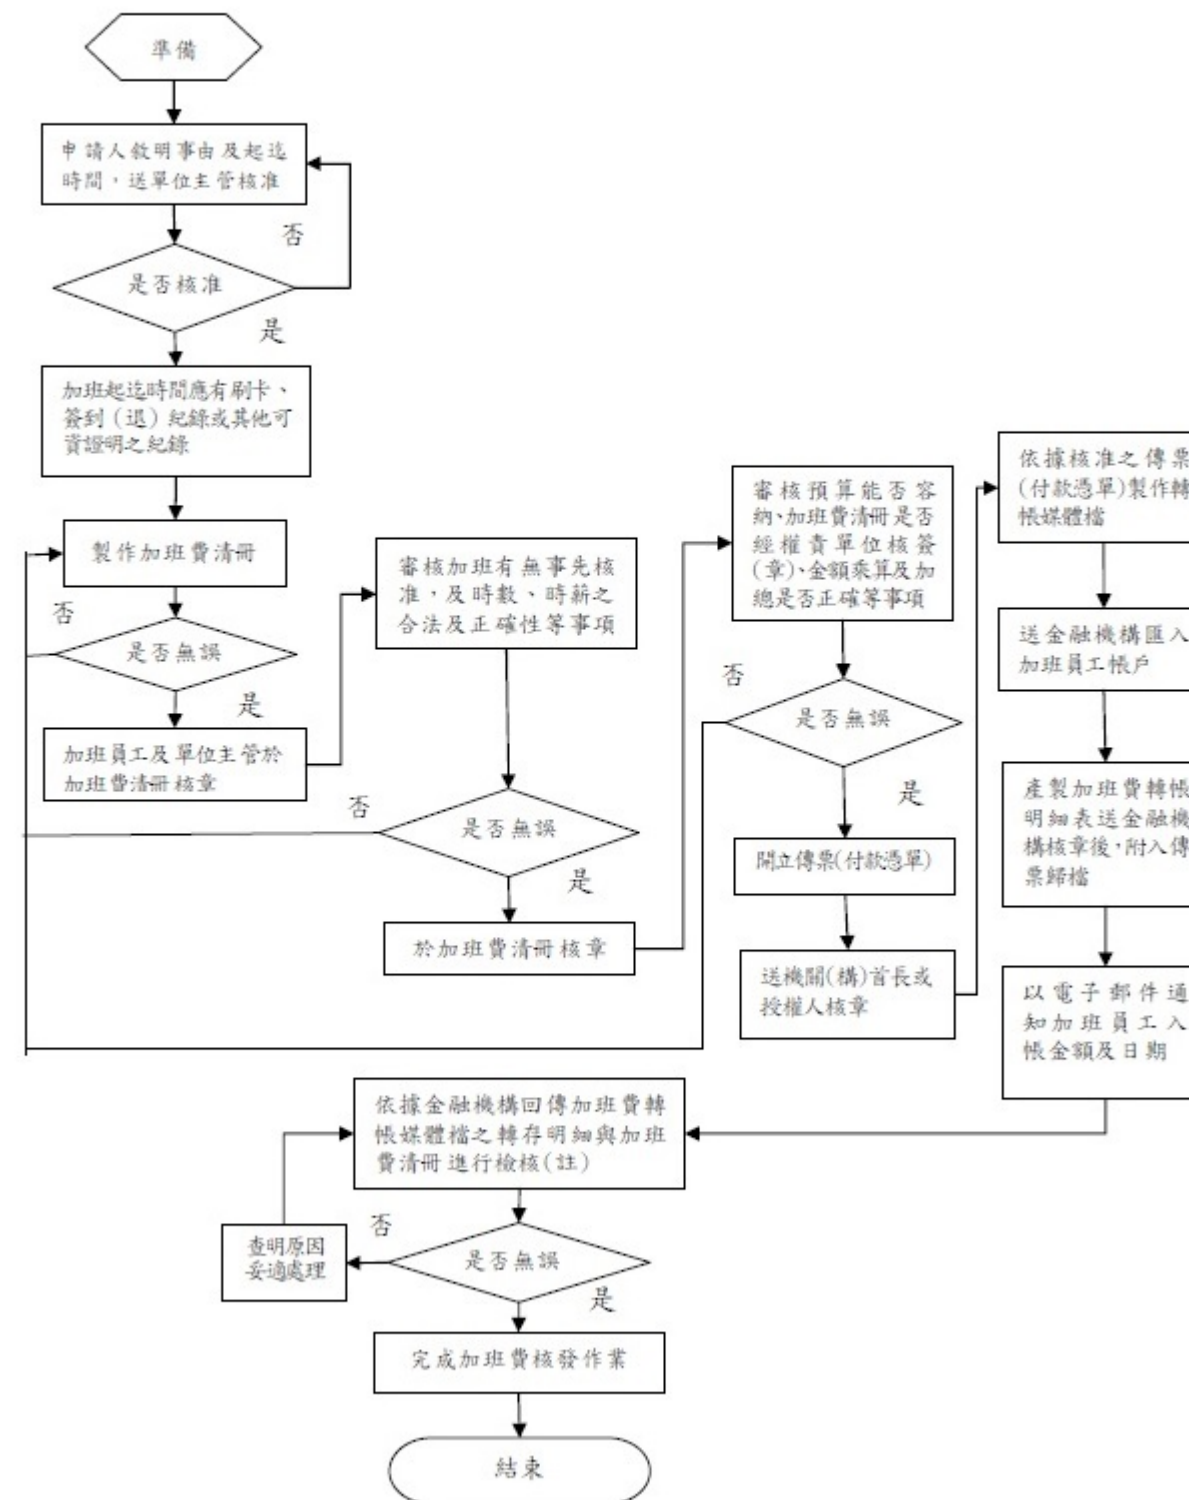 準備
申請人敘明事由及起迄
時間，送單位主管核准
否
是否核准
是
加班起迄時間應有刷卡、
簽到（退）紀錄或其他可
資證明之紀錄
製作加班費清冊
否
是否無誤
是
加班員工及單位主管於
加班費清冊核章
審核加班有無事先核
准，及時數、時薪之
合法及正確性等事項
否
是否無誤
是
於加班費清冊核章
審核預算能否容
納、加班費清冊是否
經權責單位核簽
(章)、金額乘算及加
總是否正確等事項
否
是否無誤
是
開立傳票(付款憑單)
送機關(構)首長或
授權人核章
依據核准之傳票
(付款憑單)製作轉
帳媒體檔
送金融機構匯入
加班員工帳戶
產製加班費轉帳
明細表送金融機
構核章後，附入傳
票歸檔
以電子郵件通
知加班員工入
帳金額及日期
依據金融機構回傳加班費轉
帳媒體檔之轉存明細與加班
費清冊進行檢核(註)
否
查明原因
妥適處理
是否無誤
是
完成加班費核發作業
結束